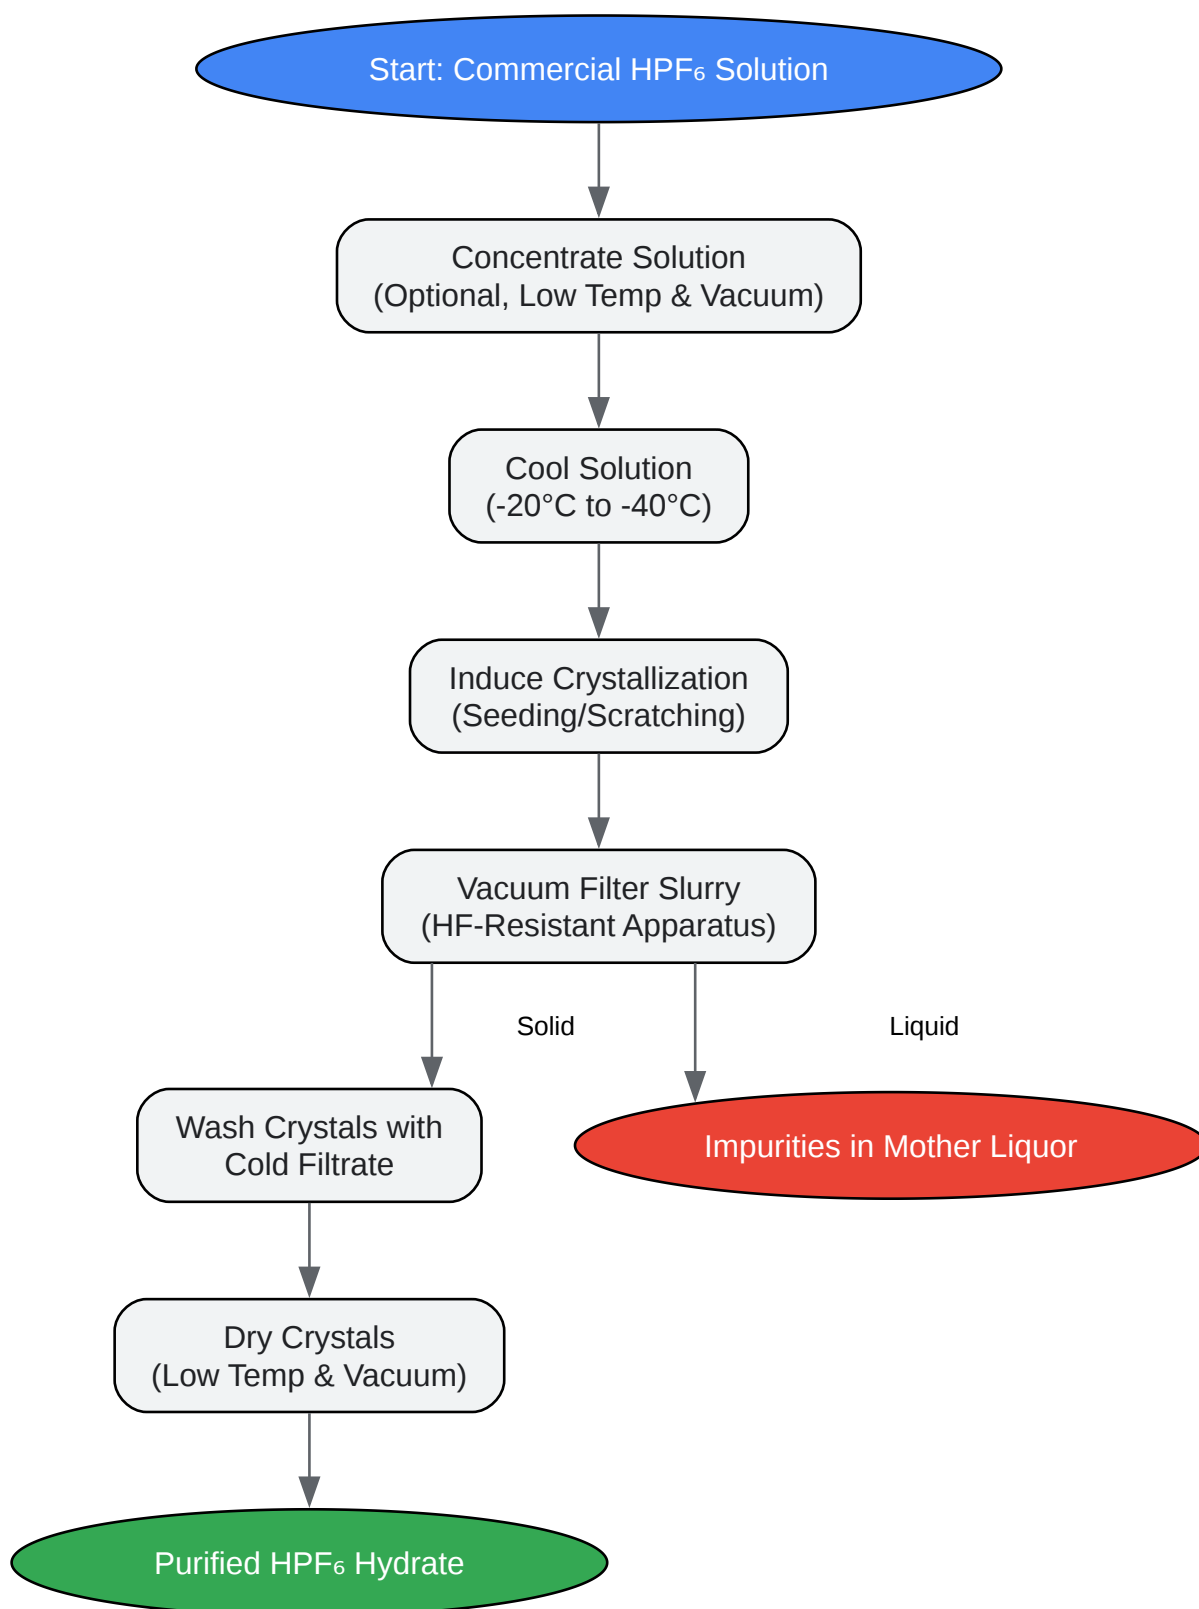 Start: Commercial HPF₆ Solution
Concentrate Solution
(Optional, Low Temp & Vacuum)
Cool Solution
(-20°C to -40°C)
Induce Crystallization
(Seeding/Scratching)
Vacuum Filter Slurry
(HF-Resistant Apparatus)
Solid
Liquid
Wash Crystals with
Cold Filtrate
Impurities in Mother Liquor
Dry Crystals
(Low Temp & Vacuum)
Purified HPF₆ Hydrate